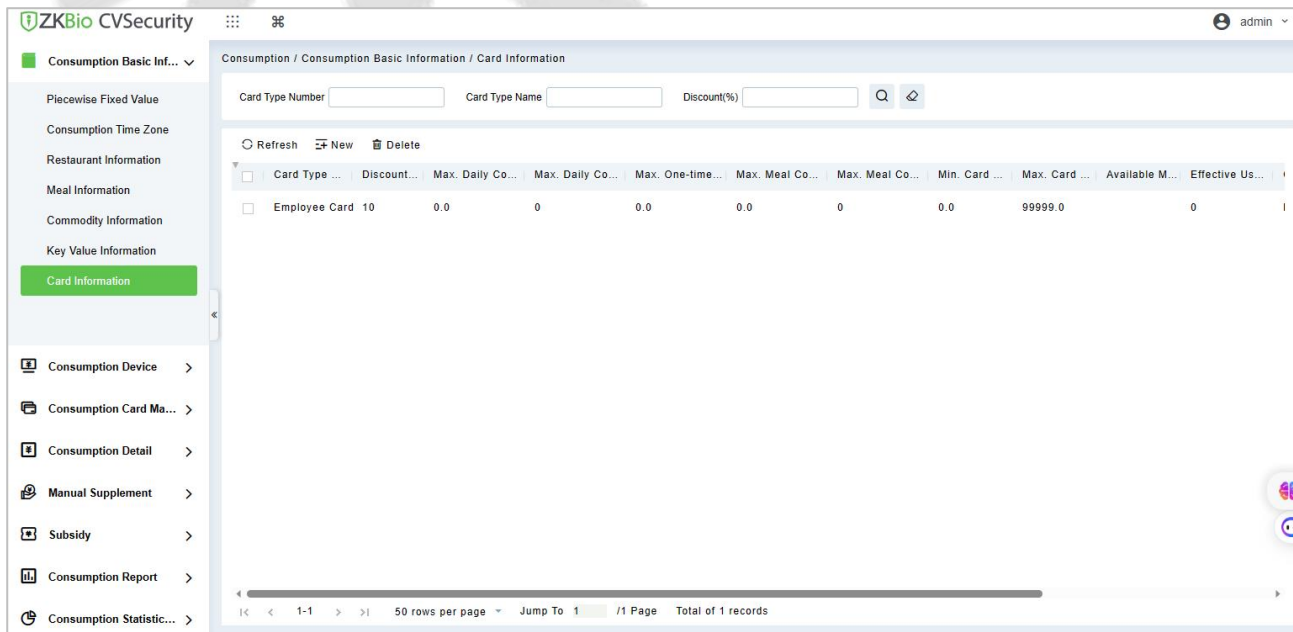 ZKBio CVSecurity
admin
Consumption Basic Inf...
Piecewise Fixed Value
Consumption Time Zone
Restaurant Information
Meal Information
Commodity Information
Key Value Information
Card Information
Consumption Device
Consumption Card Ma...
Consumption Detail
Manual Supplement
Subsidy
Consumption Report
Consumption Statistic...
Consumption / Consumption Basic Information / Card Information
Card Type Number Card Type Name Discount(%)
Refresh New Delete
Card Type ... Discount... Max. Daily Co... Max. Daily Co... Max. One-time... Max. Meal Co... Max. Meal Co... Min. Card ... Max. Card ... Available M... Effective Us...
Employee Card 10 0.0 0 0.0 0.0 0 0.0 99999.0 0
1-1 50 rows per page Jump To 1 /1 Page Total of 1 records